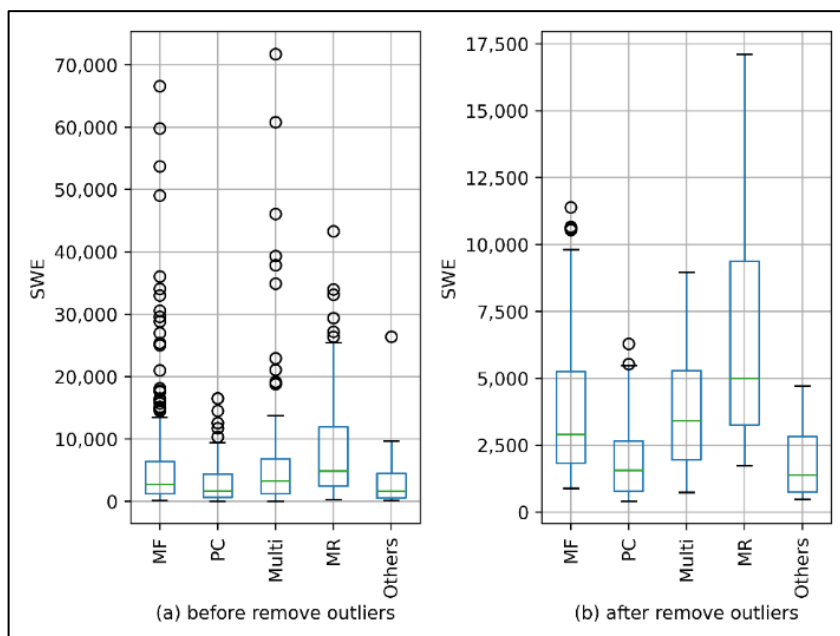 70,000
60,000
50,000
40,000
30,000
20,000
10,000
0
SWE
MF
PC
Multi
MR
Others
(a) before remove outliers
17,500
15,000
12,500
10,000
7,500
5,000
2,500
0
SWE
MF
PC
Multi
MR
Others
(b) after remove outliers